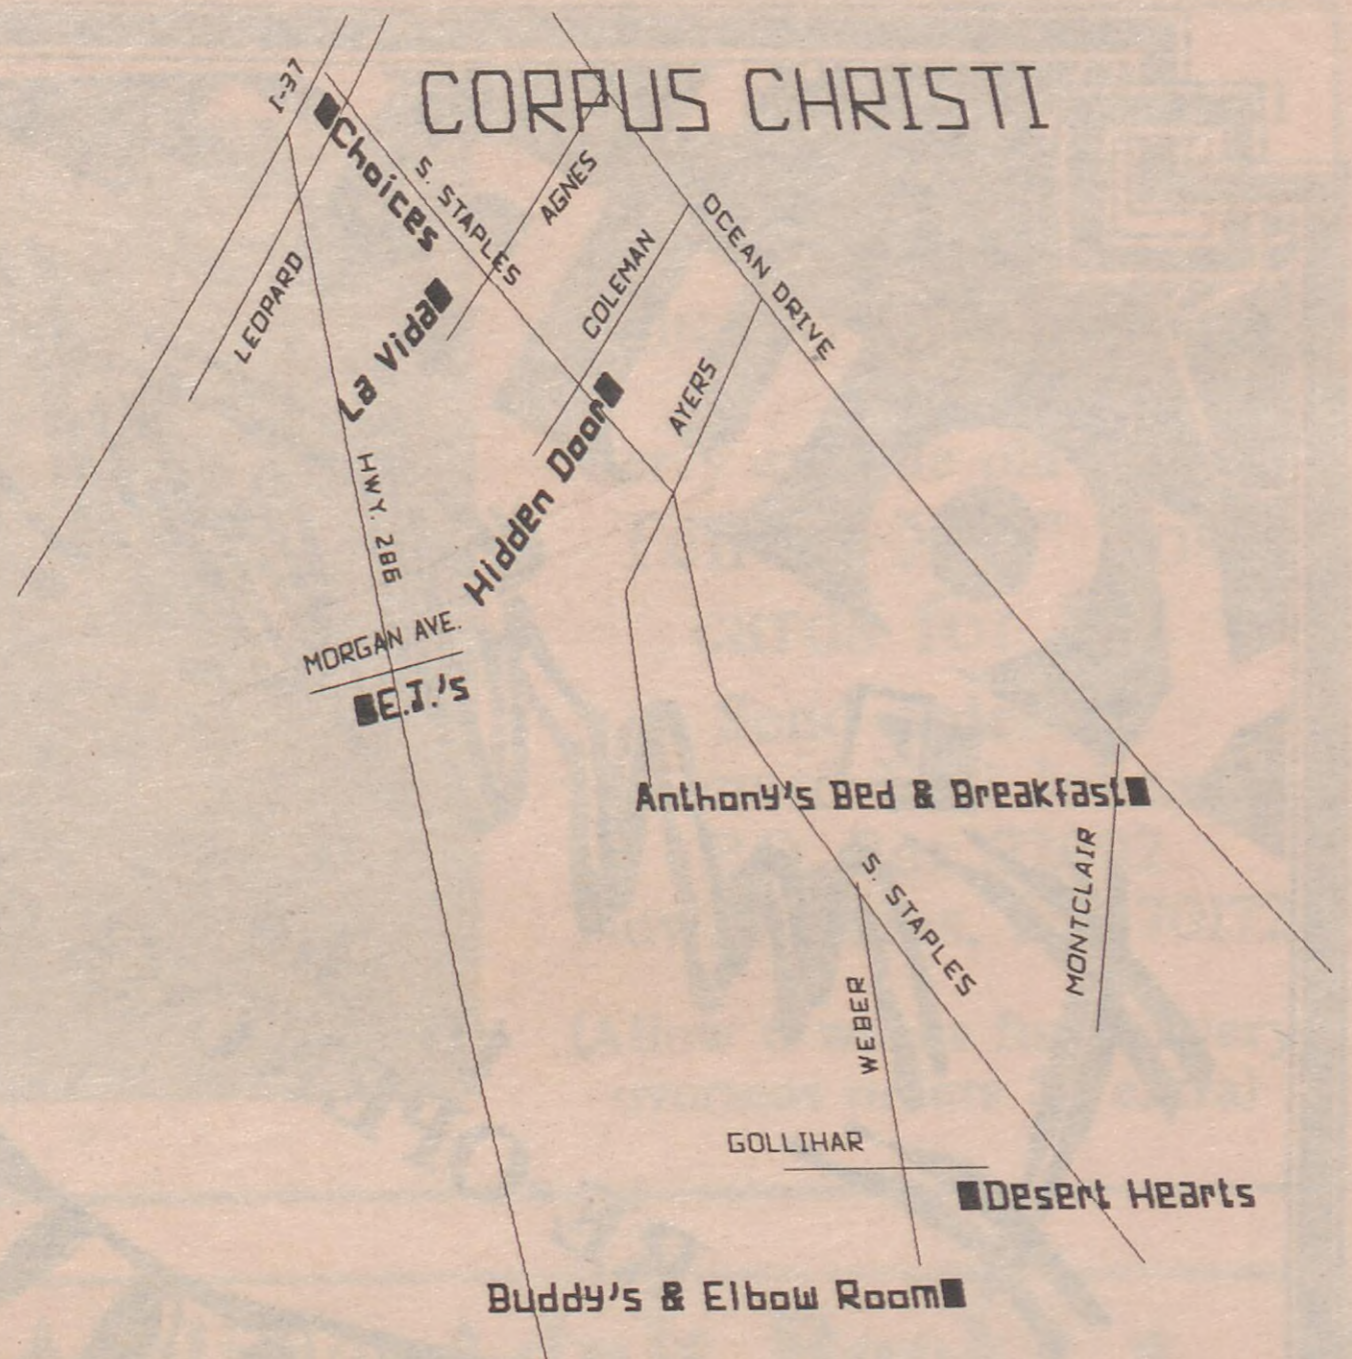 CORPUS CHRISTI
I-37
Choices
S. STAPLES
AGNES
OCEAN DRIVE
COLEMAN
LEOPARD
La Vida
AYERS
Hidden Door
HWY. 286
MORGAN AVE.
E.J.'s
Anthony's Bed & Breakfast
S. STAPLES
MONTCLAIR
WEBER
GOLLIHAR
Desert Hearts
Buddy's & Elbow Room